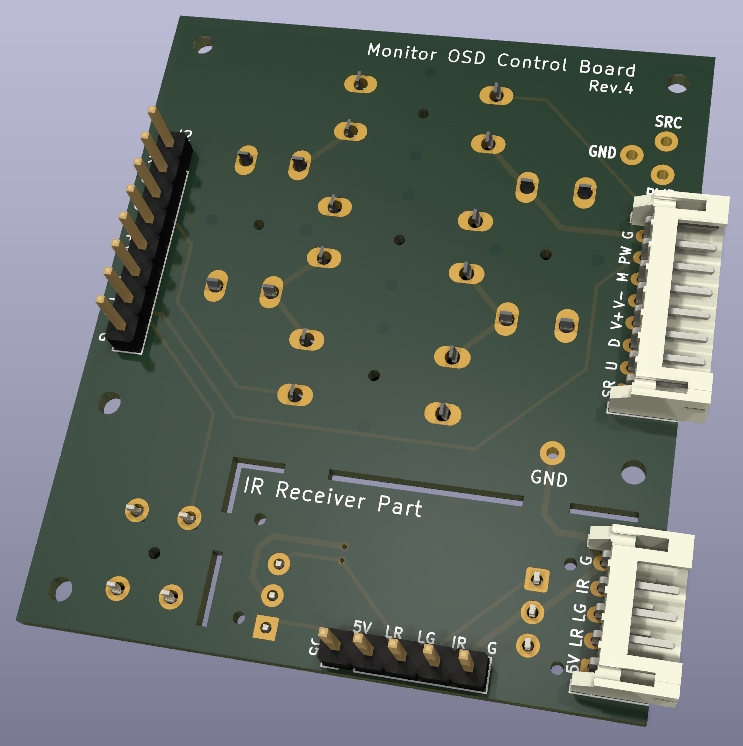 Monitor OSD Control Board
Rev.4
SRC
GND
G
PW
M
V-
V+
D
U
SR
GND
IR Receiver Part
G
IR
LG
LR
5V
5V LR LG IR G